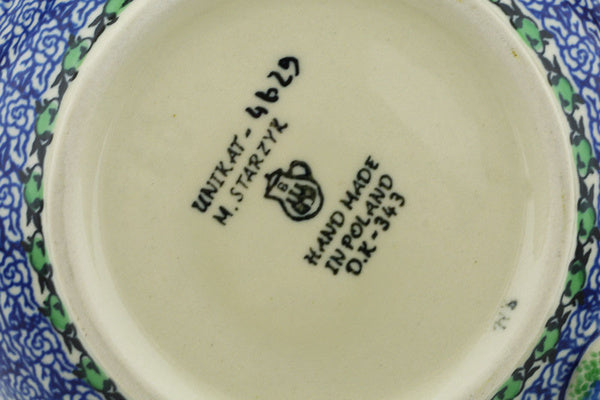 UNIKAT - 4629
M. STARZYK
HAND MADE
IN POLAND
D.K - 343